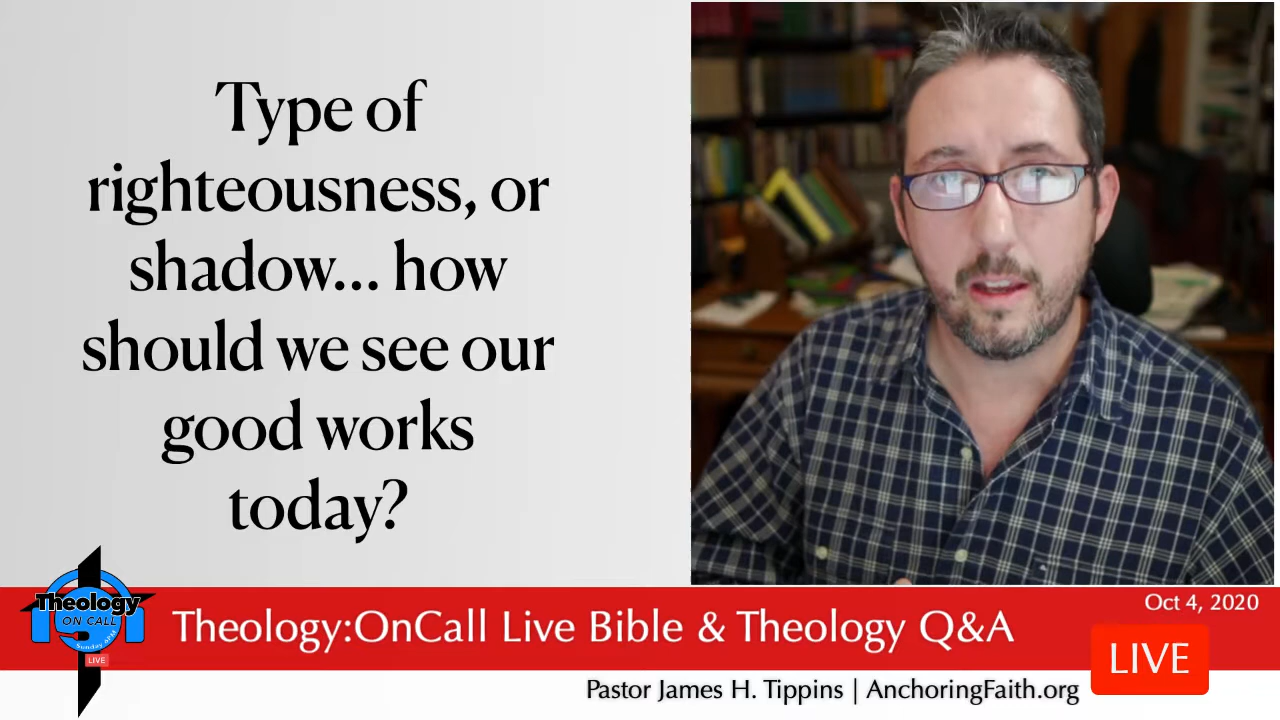 Type of
righteousness, or
shadow... how
should we see our
good works
today?
Theology
ON CALL
LIVE
Theology:OnCall Live Bible & Theology Q&A
Oct 4, 2020
LIVE
Pastor James H. Tippins | AnchoringFaith.org